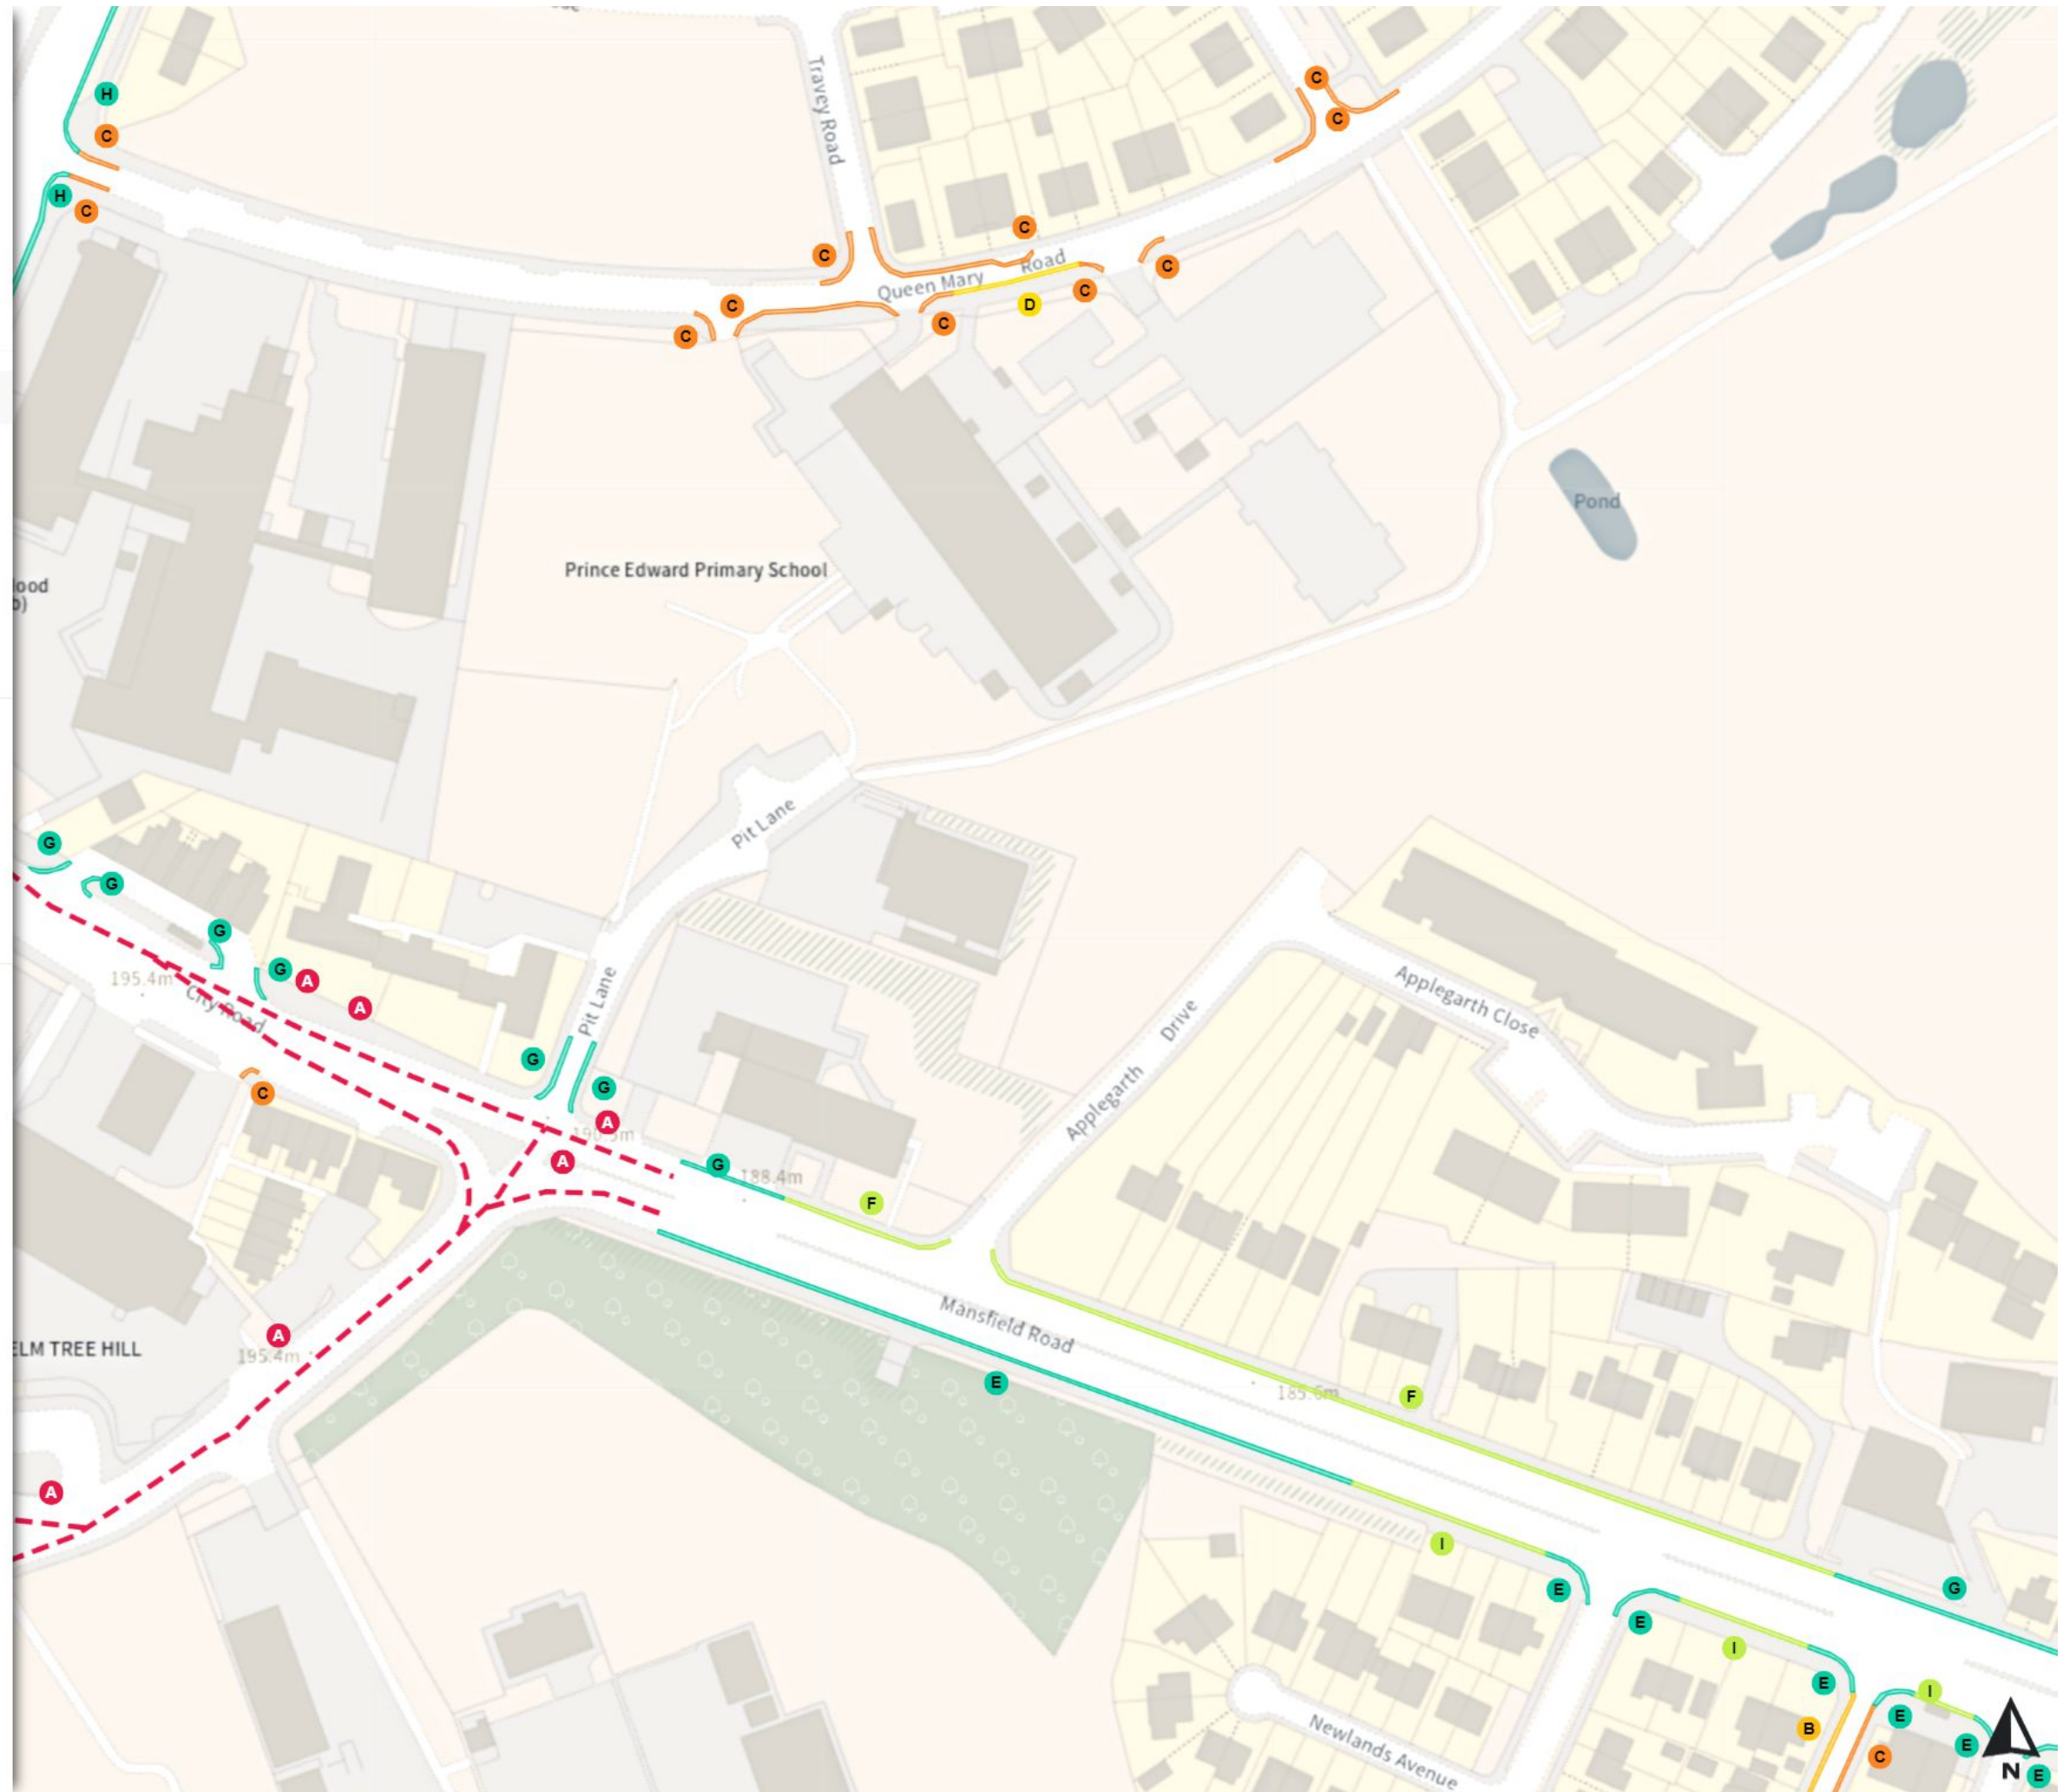 H
C
H
C
Travey Road
C
C
C
C
Queen Mary Road
C
C
C
C
D
C
C
Pond
Prince Edward Primary School
Pit Lane
G
G
G
G
A
A
195.4m
City Road
C
Pit Lane
G
G
A
A
G
188.4m
F
Applegarth Drive
Applegarth Close
Mansfield Road
A
195.4m
ELM TREE HILL
E
185.6m
F
A
I
E
G
E
I
E
I
E
B
C
E
E
Newlands Avenue
N